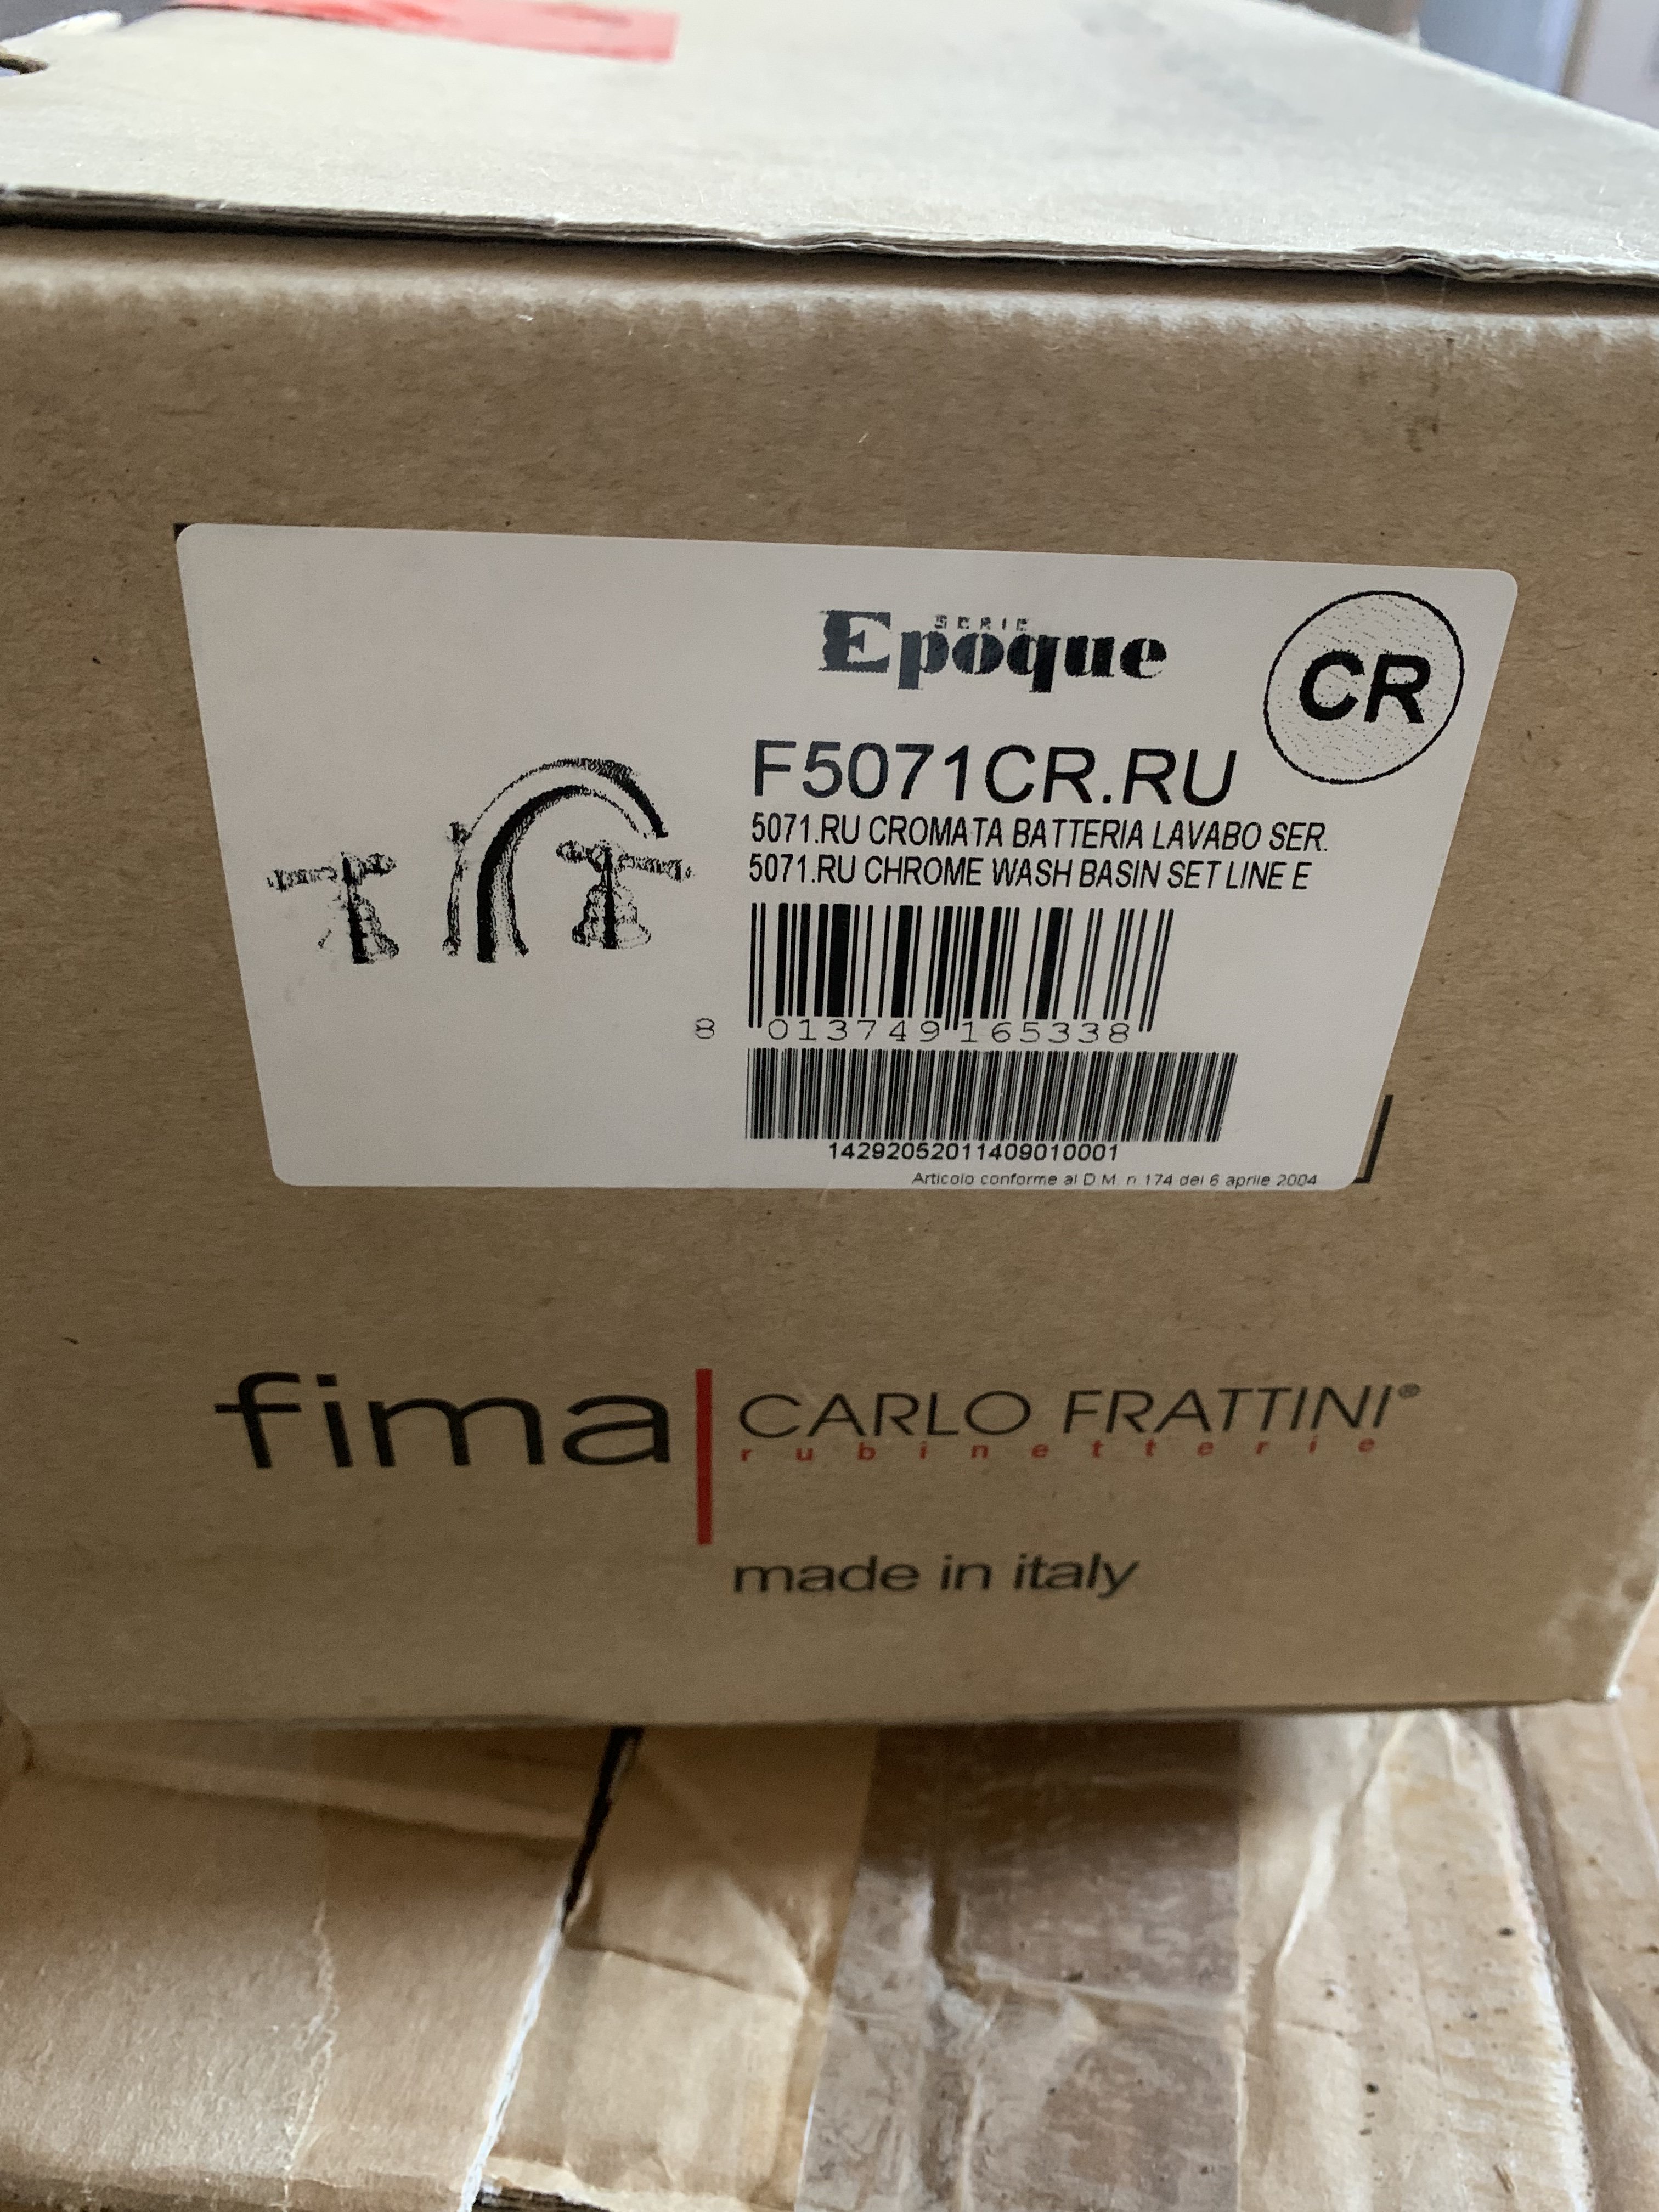 SERIE
Epoque
CR
F5071CR.RU
5071.RU CROMATA BATTERIA LAVABO SER.
5071.RU CHROME WASH BASIN SET LINE E
8 013749 165338
14292052011409010001
Articolo conforme al D.M. n 174 del 6 aprile 2004
fima CARLO FRATTINI®
rubinetterie
made in italy